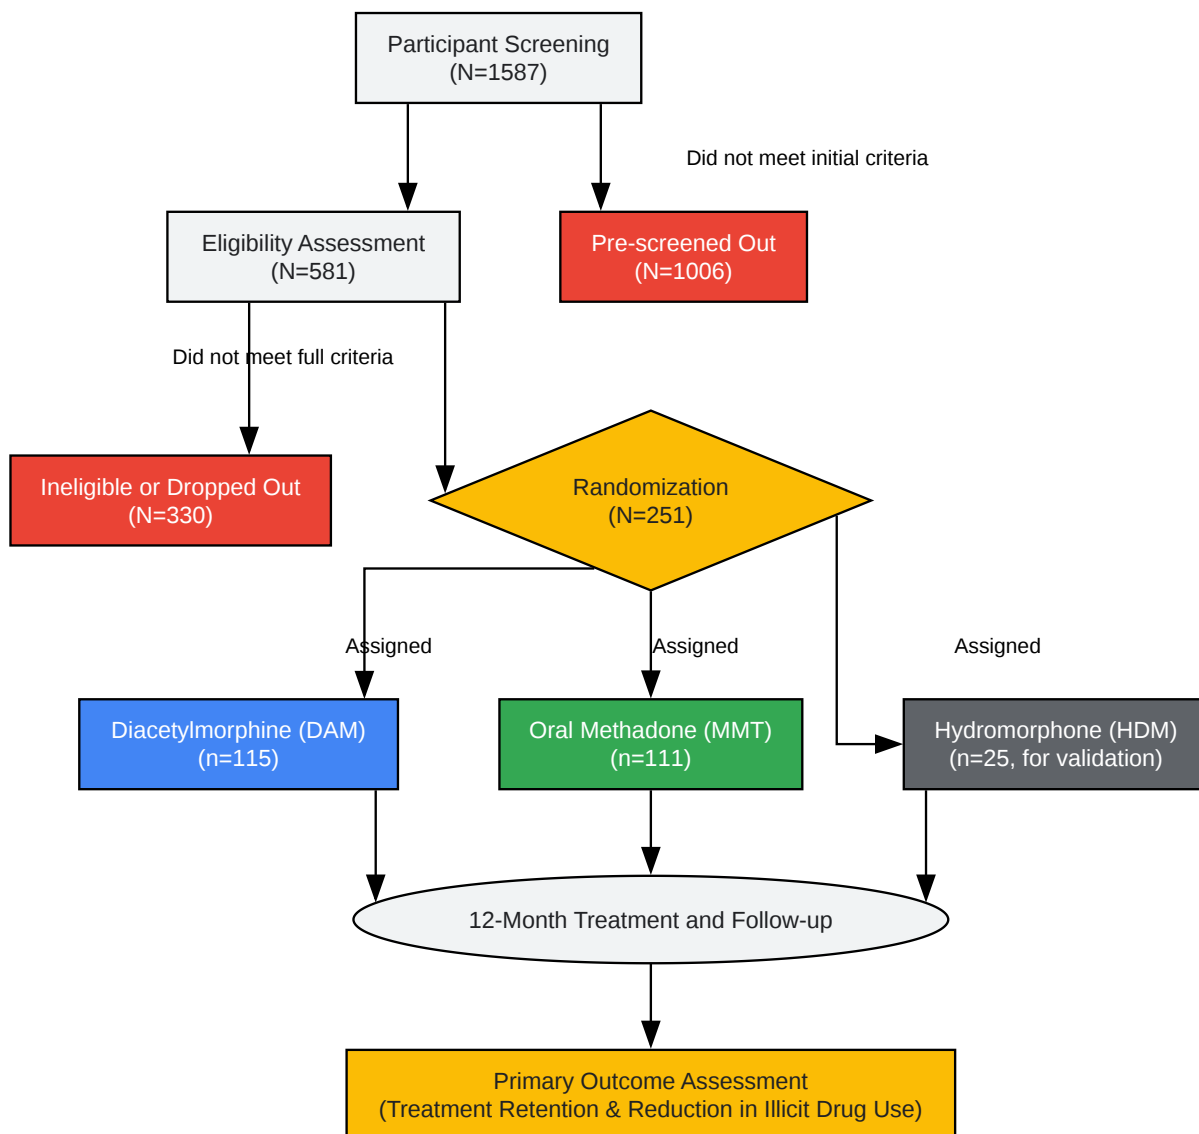 Participant Screening
(N=1587)
Did not meet initial criteria
Eligibility Assessment
(N=581)
Pre-screened Out
(N=1006)
Did not meet full criteria
Ineligible or Dropped Out
(N=330)
Randomization
(N=251)
Assigned
Assigned
Assigned
Diacetylmorphine (DAM)
(n=115)
Oral Methadone (MMT)
(n=111)
Hydromorphone (HDM)
(n=25, for validation)
12-Month Treatment and Follow-up
Primary Outcome Assessment
(Treatment Retention & Reduction in Illicit Drug Use)